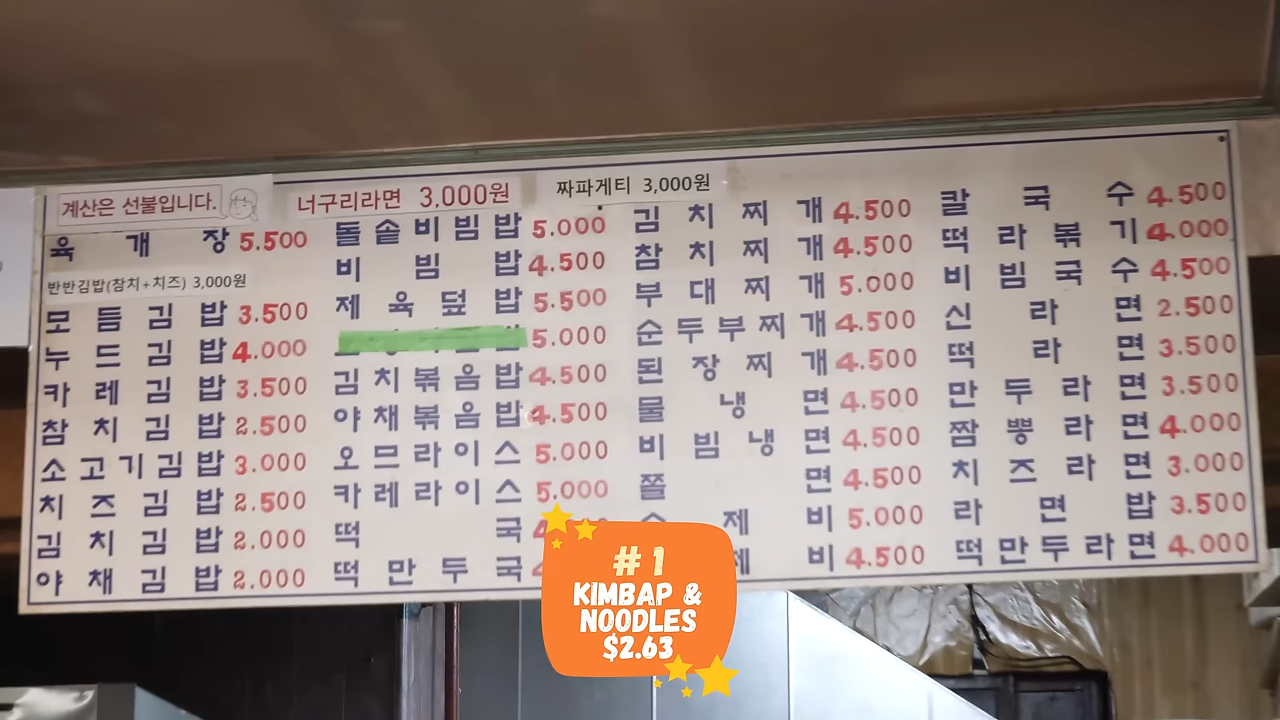 계산은 선불입니다.
너구리라면 3,000원
짜파게티 3,000원
육개장 5.500
반반김밥(참치+치즈) 3,000원
모듬김밥 3.500
누드김밥 4.000
카레김밥 3.500
참치김밥 2.500
소고기김밥 3.000
치즈김밥 2.500
김치김밥 2.000
야채김밥 2.000
돌솥비빔밥 5.000
비빔밥 4.500
제육덮밥 5.500
5.000
김치볶음밥 4.500
야채볶음밥 4.500
오므라이스 5.000
카레라이스 5.000
떡국
떡만두국
김치찌개 4.500
참치찌개 4.500
부대찌개 5.000
순두부찌개 4.500
된장찌개 4.500
물냉면 4.500
비빔냉면 4.500
쫄면 4.500
제비 5.000
제비 4.500
칼국수 4.500
떡라볶기 4.000
비빔국수 4.500
신라면 2.500
떡라면 3.500
만두라면 3.500
짬뽕라면 4.000
치즈라면 3.000
라면밥 3.500
떡만두라면 4.000
#1
KIMBAP &
NOODLES
$2.63